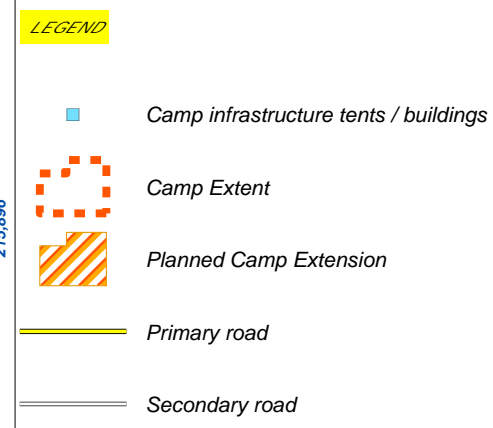 LEGEND
Camp infrastructure tents / buildings
Camp Extent
Planned Camp Extension
Primary road
Secondary road